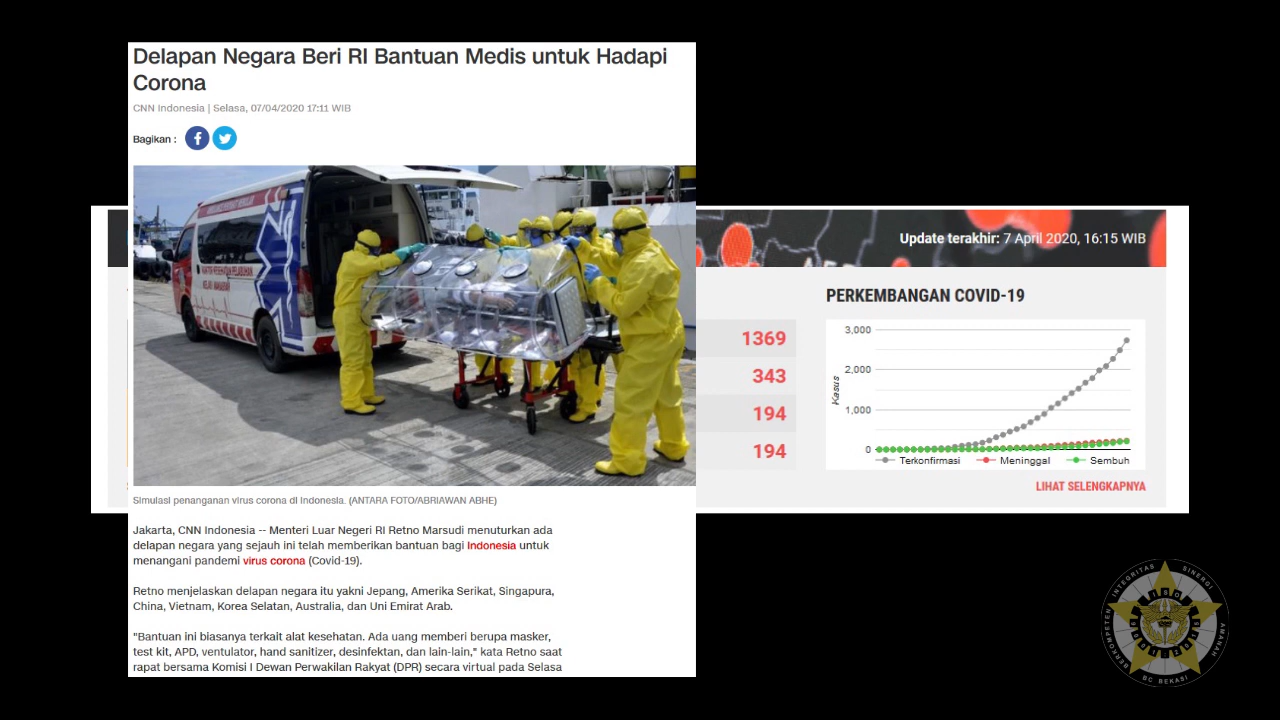 Delapan Negara Beri RI Bantuan Medis untuk Hadapi
Corona
CNN Indonesia | Selasa, 07/04/2020 17:11 WIB
Bagikan :
Simulasi penanganan virus corona di Indonesia. (ANTARA FOTO/ABRIAWAN ABHE)
Jakarta, CNN Indonesia -- Menteri Luar Negeri RI Retno Marsudi menuturkan ada
delapan negara yang sejauh ini telah memberikan bantuan bagi Indonesia untuk
menangani pandemi virus corona (Covid-19).
Retno menjelaskan delapan negara itu yakni Jepang, Amerika Serikat, Singapura,
China, Vietnam, Korea Selatan, Australia, dan Uni Emirat Arab.
"Bantuan ini biasanya terkait alat kesehatan. Ada uang memberi berupa masker,
test kit, APD, ventulator, hand sanitizer, desinfektan, dan lain-lain," kata Retno saat
rapat bersama Komisi I Dewan Perwakilan Rakyat (DPR) secara virtual pada Selasa
Update terakhir: 7 April 2020, 16:15 WIB
1369
343
194
194
PERKEMBANGAN COVID-19
Kasus
3,000
2,000
1,000
0
Terkonfirmasi Meninggal Sembuh
LIHAT SELENGKAPNYA
BERKOMPETEN INTEGRITAS SINERGI AMANAH
BC BEKASI